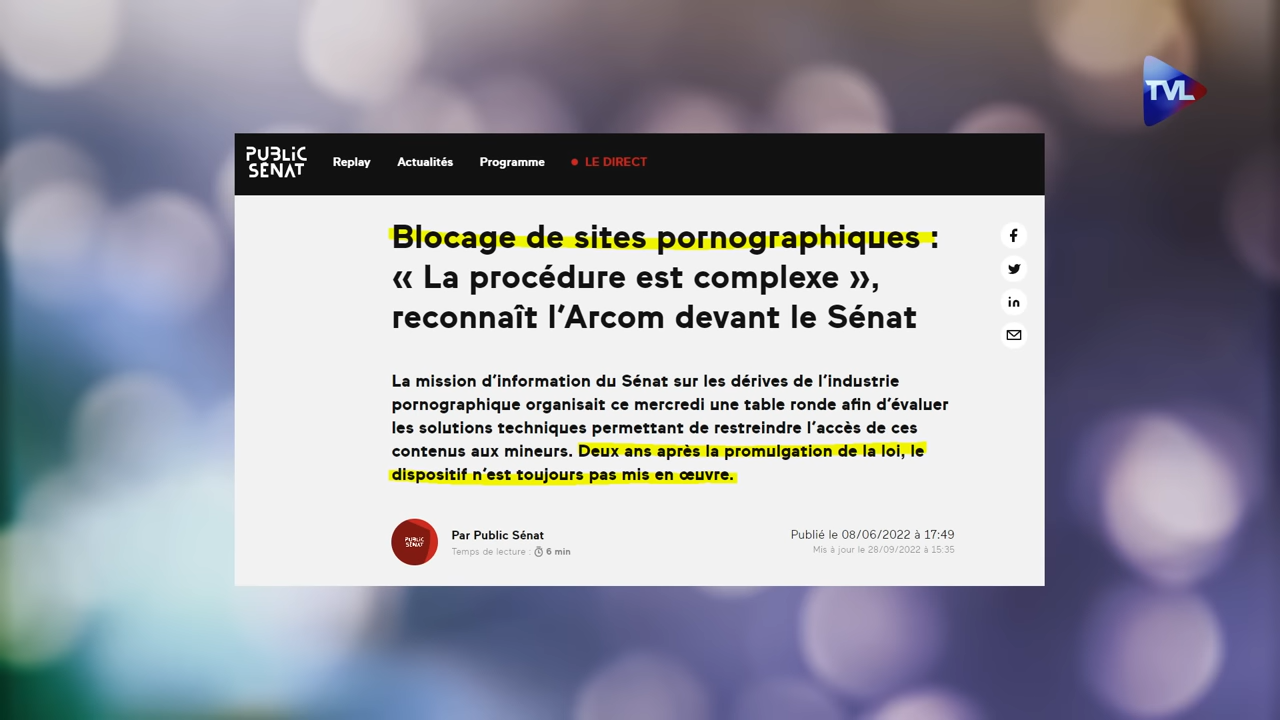 TVL
PUBLIC
SÉNAT
Replay Actualités Programme LE DIRECT
Blocage de sites pornographiques :
« La procédure est complexe »,
reconnaît l'Arcom devant le Sénat
La mission d'information du Sénat sur les dérives de l'industrie
pornographique organisait ce mercredi une table ronde afin d'évaluer
les solutions techniques permettant de restreindre l'accès de ces
contenus aux mineurs. Deux ans après la promulgation de la loi, le
dispositif n'est toujours pas mis en œuvre.
PUBLIC
SÉNAT
Par Public Sénat
Temps de lecture : 6 min
Publié le 08/06/2022 à 17:49
Mis à jour le 28/09/2022 à 15:35